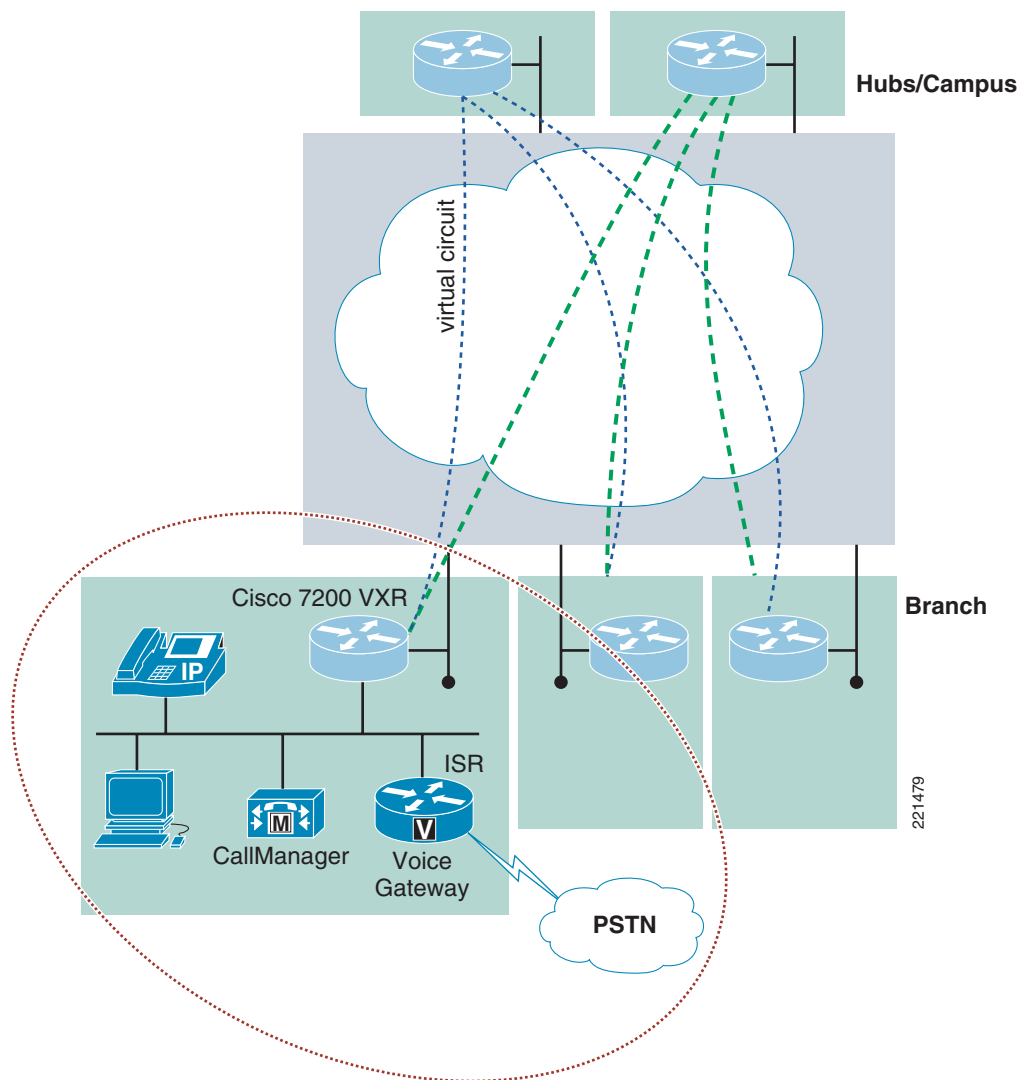 Hubs/Campus
virtual circuit
Cisco 7200 VXR
Branch
IP
ISR
M
V
CallManager
Voice
Gateway
PSTN
221479